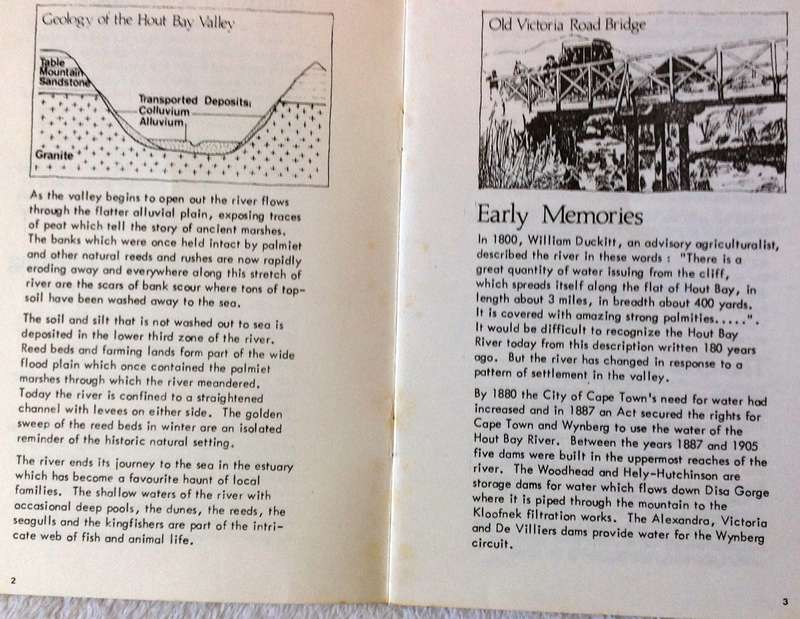 Geology of the Hout Bay Valley
Table
Mountain
Sandstone
Transported Deposits:
Colluvium
Alluvium
Granite
As the valley begins to open out the river flows
through the flatter alluvial plain, exposing traces
of peat which tell the story of ancient marshes.
The banks which were once held intact by palmiet
and other natural reeds and rushes are now rapidly
eroding away and everywhere along this stretch of
river are the scars of bank scour where tons of top-
soil have been washed away to the sea.
The soil and silt that is not washed out to sea is
deposited in the lower third zone of the river.
Reed beds and farming lands form part of the wide
flood plain which once contained the palmiet
marshes through which the river meandered.
Today the river is confined to a straightened
channel with levees on either side. The golden
sweep of the reed beds in winter are an isolated
reminder of the historic natural setting.
The river ends its journey to the sea in the estuary
which has become a favourite haunt of local
families. The shallow waters of the river with
occasional deep pools, the dunes, the reeds, the
seagulls and the kingfishers are part of the intri-
cate web of fish and animal life.
2
Old Victoria Road Bridge
Early Memories
In 1800, William Duckitt, an advisory agriculturalist,
described the river in these words : "There is a
great quantity of water issuing from the cliff,
which spreads itself along the flat of Hout Bay, in
length about 3 miles, in breadth about 400 yards.
It is covered with amazing strong palmities.....".
It would be difficult to recognize the Hout Bay
River today from this description written 180 years
ago. But the river has changed in response to a
pattern of settlement in the valley.
By 1880 the City of Cape Town's need for water had
increased and in 1887 an Act secured the rights for
Cape Town and Wynberg to use the water of the
Hout Bay River. Between the years 1887 and 1905
five dams were built in the uppermost reaches of the
river. The Woodhead and Hely-Hutchinson are
storage dams for water which flows down Disa Gorge
where it is piped through the mountain to the
Kloofnek filtration works. The Alexandra, Victoria
and De Villiers dams provide water for the Wynberg
circuit.
3